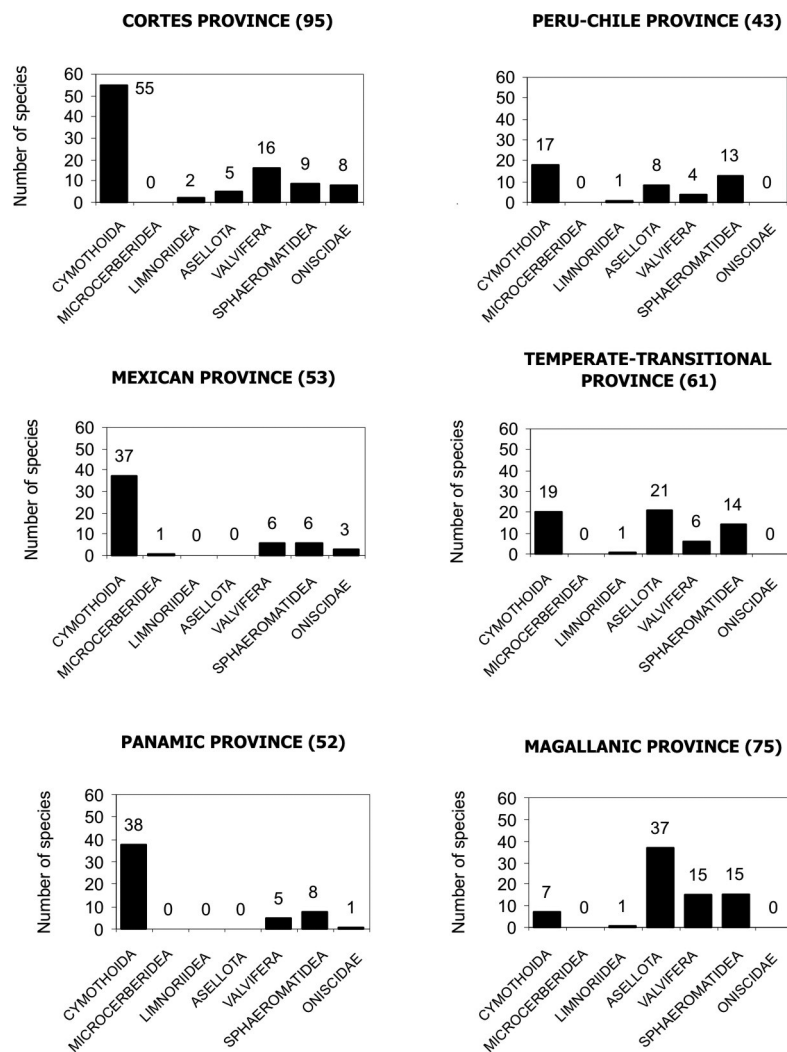 CORTES PROVINCE (95)
Number of species
60
50
40
30
20
10
0
55
0
2
5
16
9
8
CYMOTHOIDA
MICROCERBERIDEA
LIMNORIIDEA
ASELLOTA
VALVIFERA
SPHAEROMATIDEA
ONISCIDAE
PERU-CHILE PROVINCE (43)
60
50
40
30
20
10
0
17
0
1
8
4
13
0
CYMOTHOIDA
MICROCERBERIDEA
LIMNORIIDEA
ASELLOTA
VALVIFERA
SPHAEROMATIDEA
ONISCIDAE
MEXICAN PROVINCE (53)
Number of species
60
50
40
30
20
10
0
37
1
0
0
6
6
3
CYMOTHOIDA
MICROCERBERIDEA
LIMNORIIDEA
ASELLOTA
VALVIFERA
SPHAEROMATIDEA
ONISCIDAE
TEMPERATE-TRANSITIONAL
PROVINCE (61)
Number of species
60
50
40
30
20
10
0
19
0
1
21
6
14
0
CYMOTHOIDA
MICROCERBERIDEA
LIMNORIIDEA
ASELLOTA
VALVIFERA
SPHAEROMATIDEA
ONISCIDAE
PANAMIC PROVINCE (52)
Number of species
60
50
40
30
20
10
0
38
0
0
0
5
8
1
CYMOTHOIDA
MICROCERBERIDEA
LIMNORIIDEA
ASELLOTA
VALVIFERA
SPHAEROMATIDEA
ONISCIDAE
MAGALLANIC PROVINCE (75)
Number of species
60
50
40
30
20
10
0
7
0
1
37
15
15
0
CYMOTHOIDA
MICROCERBERIDEA
LIMNORIIDEA
ASELLOTA
VALVIFERA
SPHAEROMATIDEA
ONISCIDAE